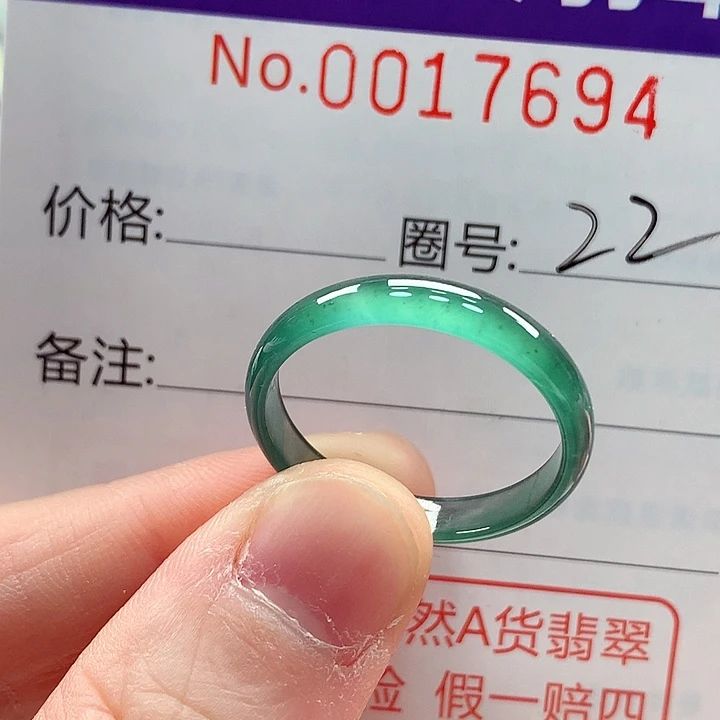 No.0017694
价格:
圈号: 22
备注:
然A货翡翠
假一赔四